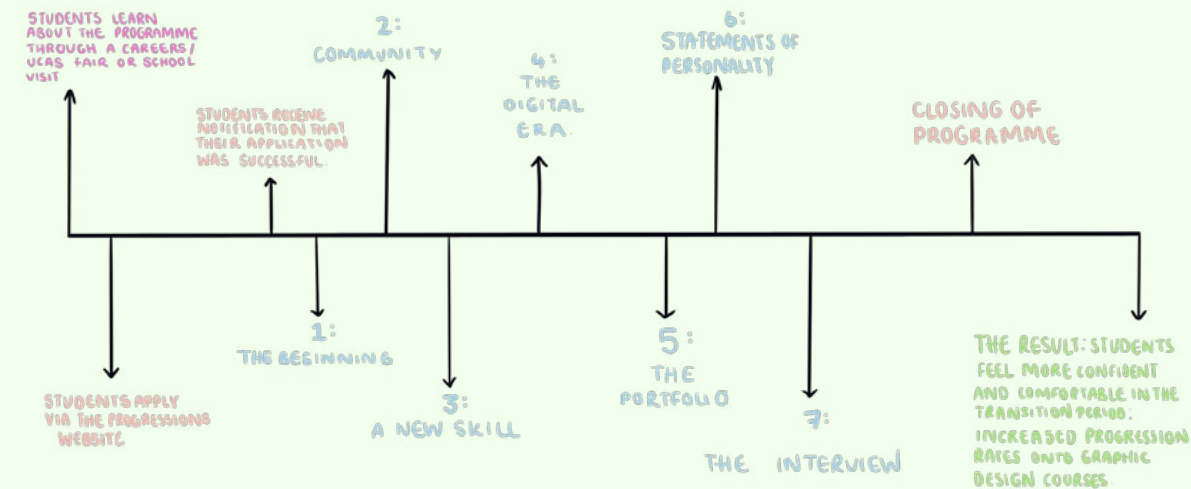 STUDENTS LEARN
ABOUT THE PROGRAMME
THROUGH A CAREERS/
UCAS FAIR OR SCHOOL
VISIT
STUDENTS APPLY
VIA THE PROGRESSIONS
WEBSITE
STUDENTS RECEIVE
NOTIFICATION THAT
THEIR APPLICATION
WAS SUCCESSFUL.
1:
THE BEGINNING
2:
COMMUNITY
3:
A NEW SKILL
4:
THE
DIGITAL
ERA.
5:
THE
PORTFOLIO
6:
STATEMENTS OF
PERSONALITY
7:
THE INTERVIEW
CLOSING OF
PROGRAMME
THE RESULT: STUDENTS
FEEL MORE CONFIDENT
AND COMFORTABLE IN THE
TRANSITION PERIOD.
INCREASED PROGRESSION
RATES ONTO GRAPHIC
DESIGN COURSES.